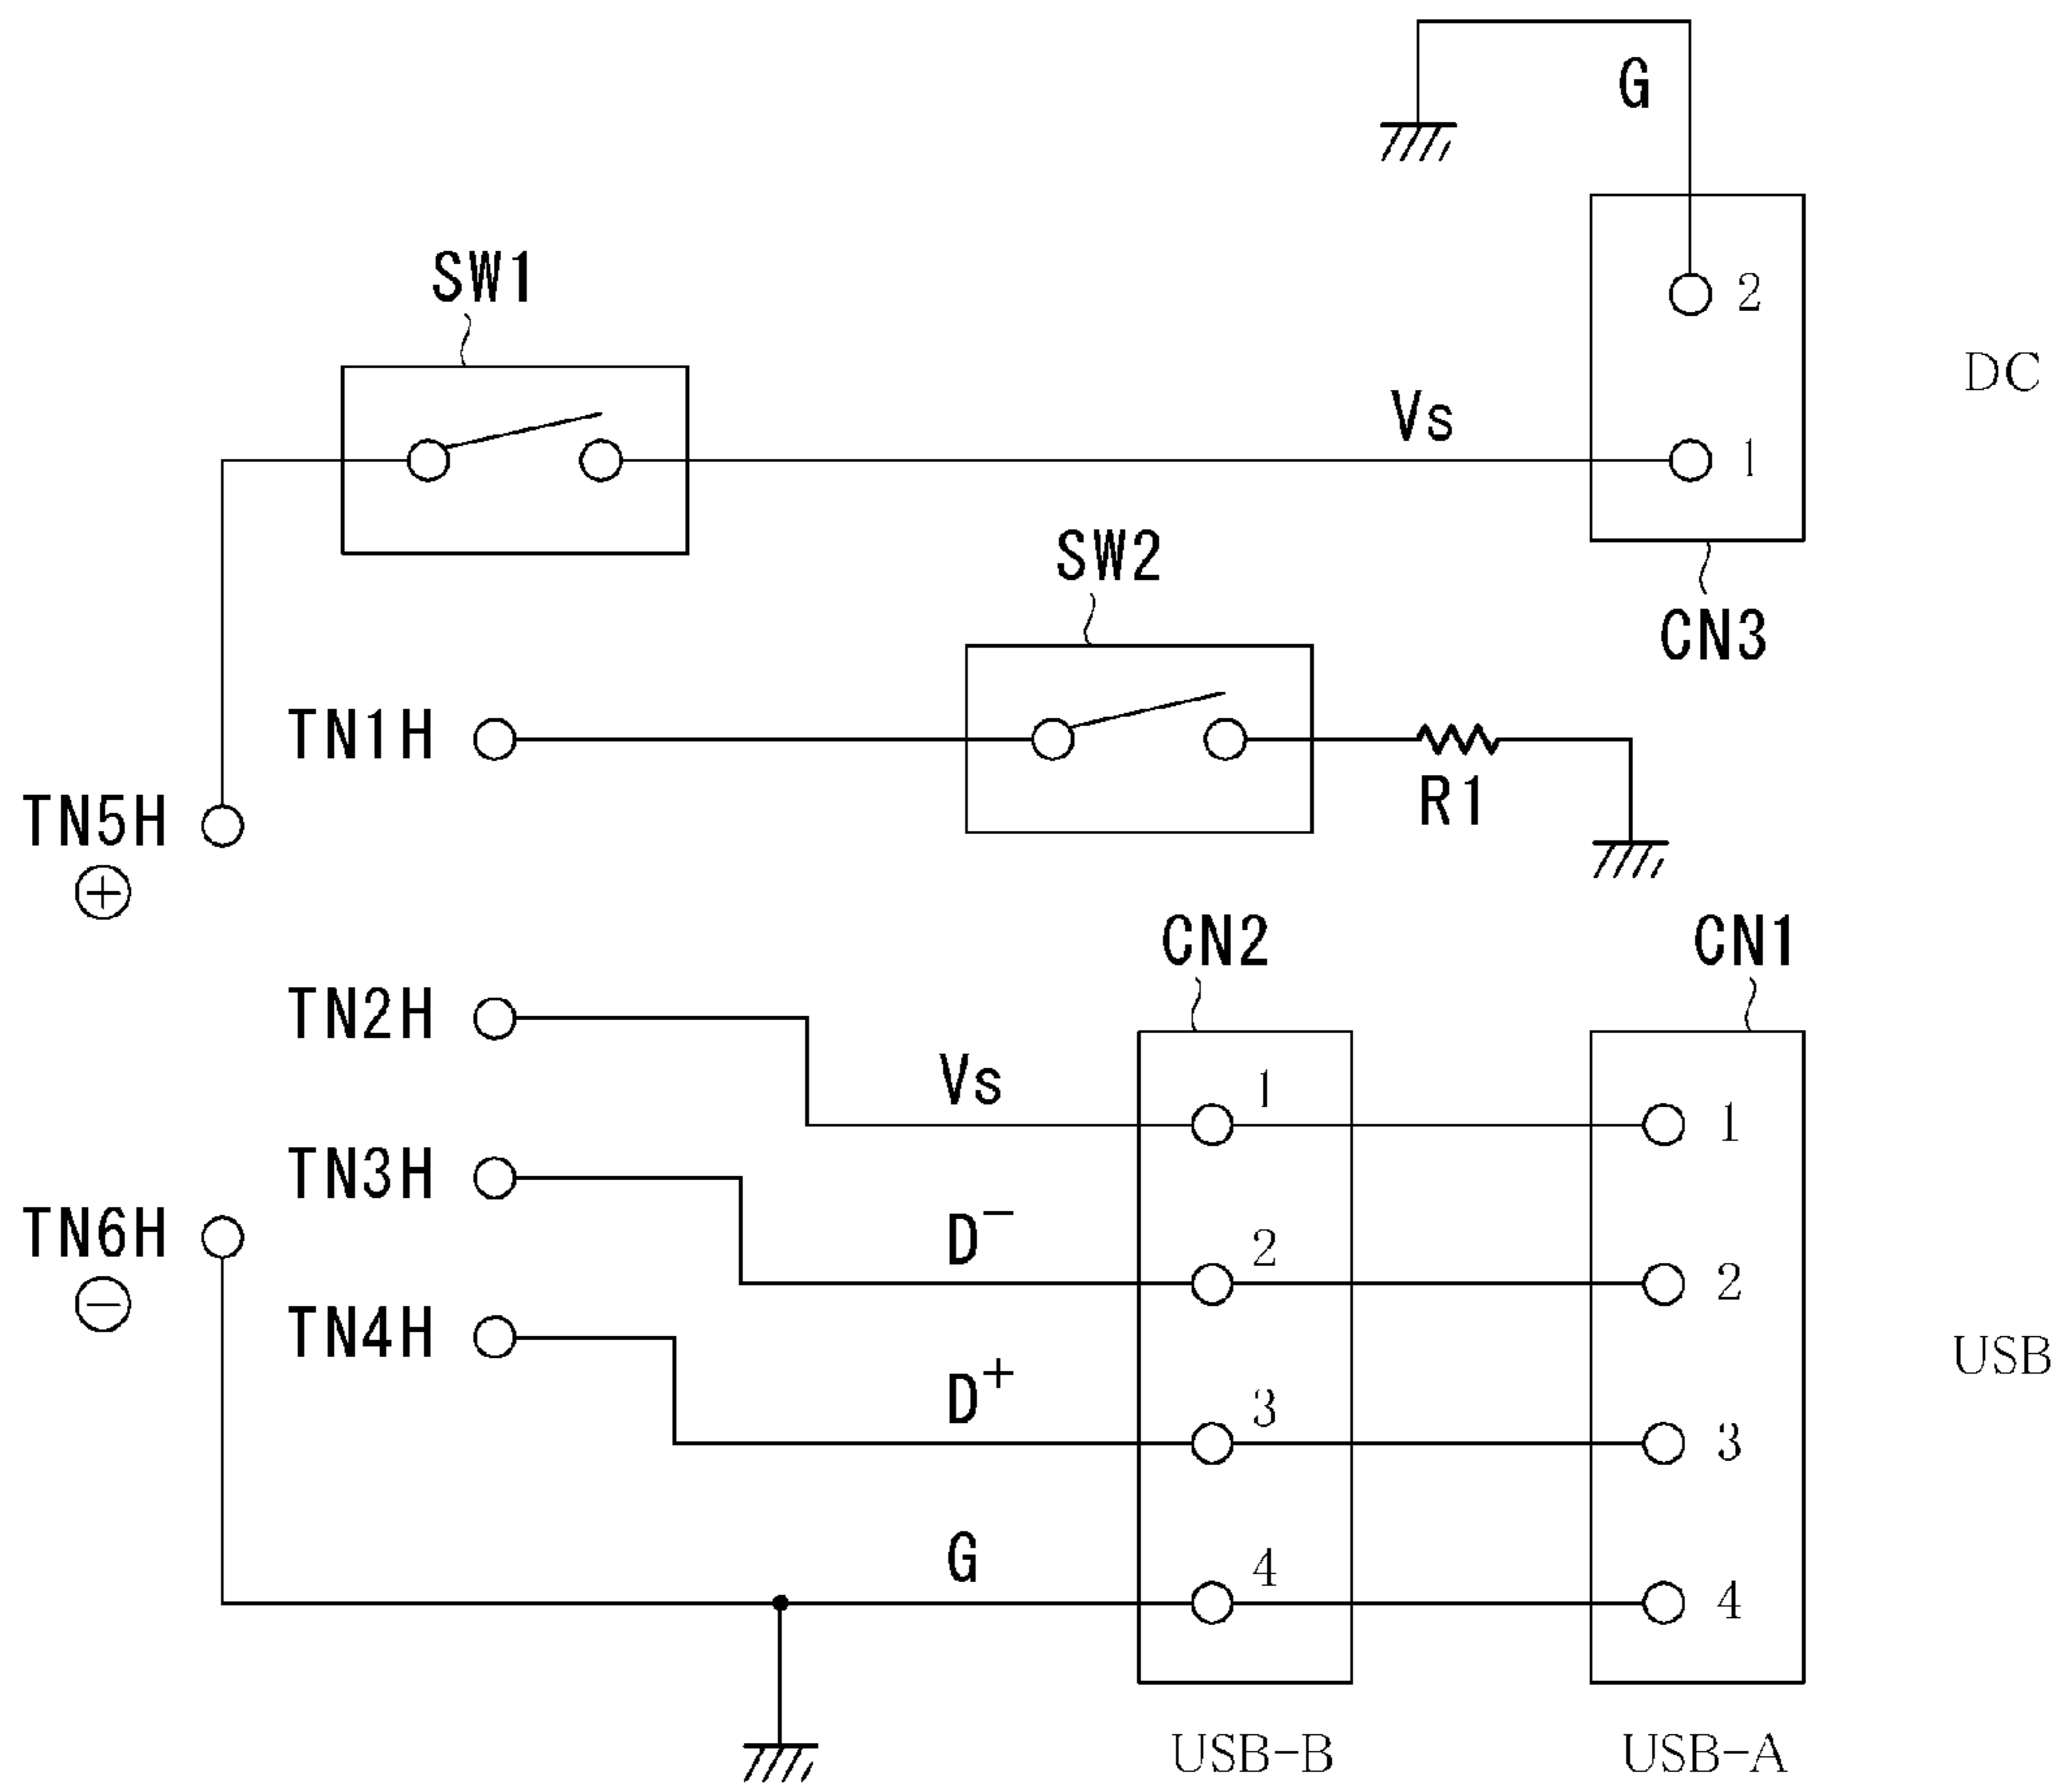 G
SW1
2
DC
Vs
1
SW2
CN3
TN1H
TN5H
R1
+
CN2
CN1
TN2H
Vs
1
1
TN3H
D−
2
2
TN6H
−
TN4H
USB
D+
3
3
G
4
4
USB-B
USB-A